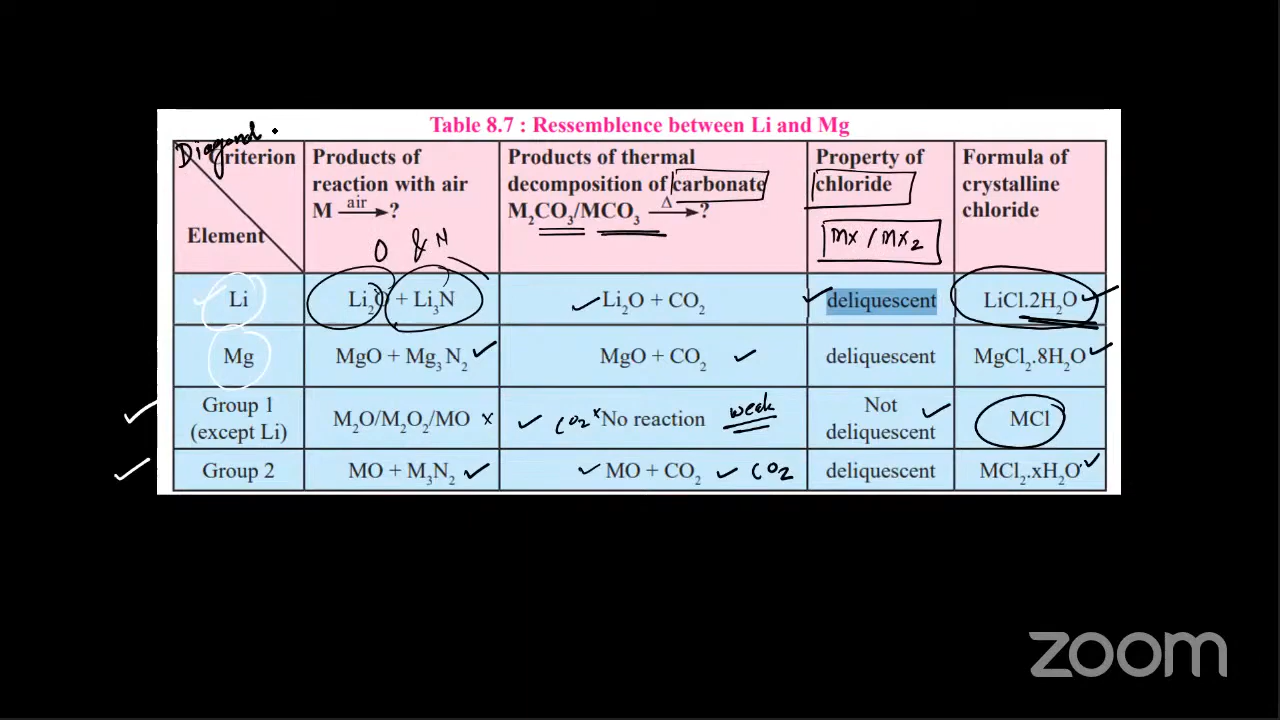 Table 8.7 : Ressemblence between Li and Mg
Diagonal.
riterion
Element
Products of
reaction with air
M air→ ?
O & N
Products of thermal
decomposition of carbonate
M₂CO₃/MCO₃ Δ→ ?
Property of
chloride
MX / MX₂
Formula of
crystalline
chloride
Li Li₂O + Li₃N Li₂O + CO₂ deliquescent LiCl.2H₂O
Mg MgO + Mg₃N₂ MgO + CO₂ deliquescent MgCl₂.8H₂O
Group 1
(except Li)
M₂O/M₂O₂/MO x
CO₂ x No reaction weak
Not
deliquescent
MCl
Group 2 MO + M₃N₂ MO + CO₂ CO₂ deliquescent MCl₂.xH₂O
zoom